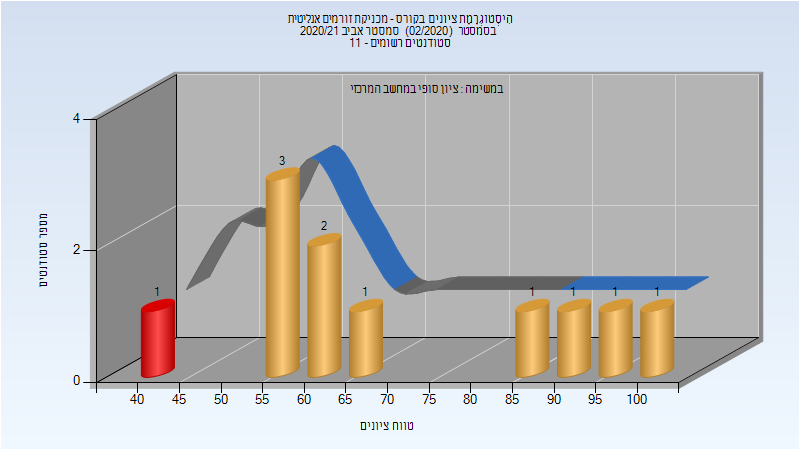 היסטוגרמת ציונים בקורס - מכניקת זורמים אנליטית
בסמסטר (02/2020) סמסטר אביב 2020/21
סטודנטים רשומים - 11
במשימה : ציון סופי במחשב המרכזי
מספר סטודנטים
4
2
0
1
3
2
1
1
1
1
1
40 45 50 55 60 65 70 75 80 85 90 95 100
טווח ציונים